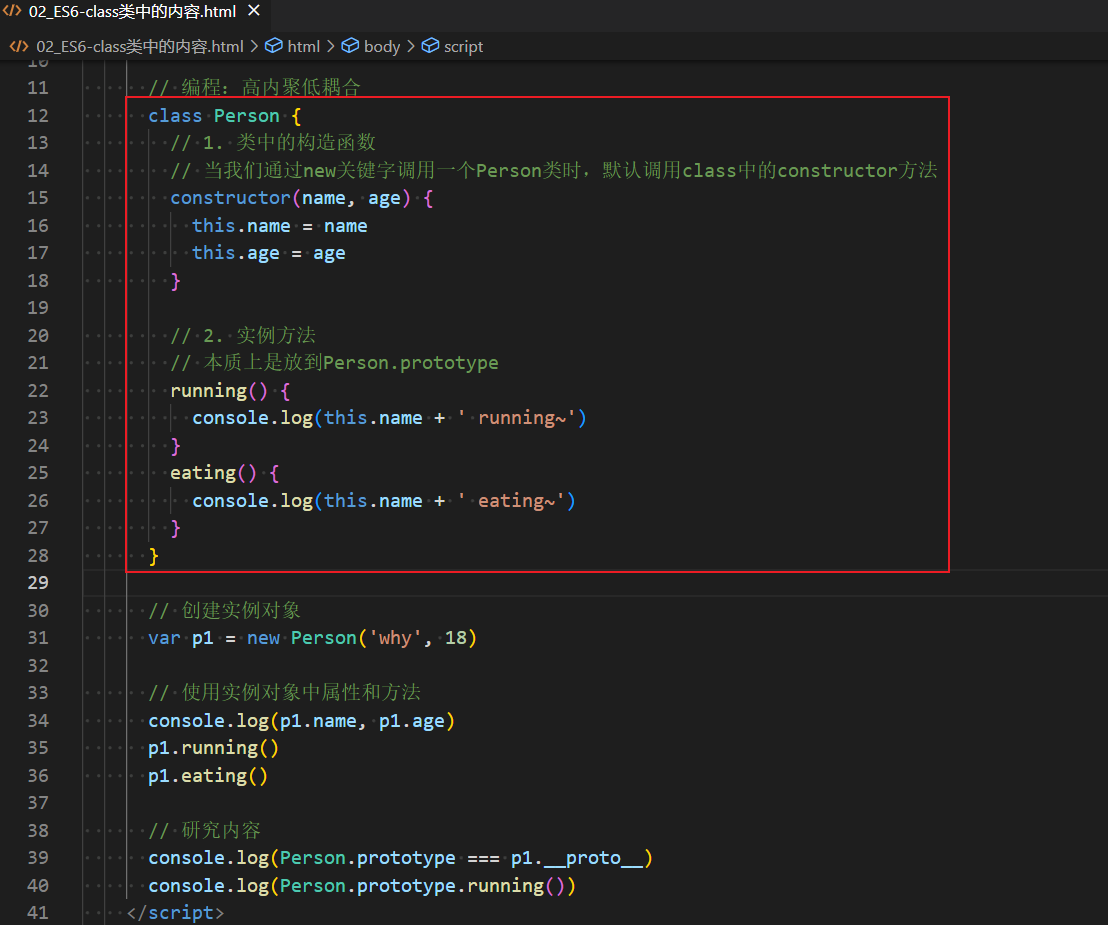 02_ES6-class类中的内容.html ×
02_ES6-class类中的内容.html > html > body > script
10
11 // 编程：高内聚低耦合
12 class Person {
13 // 1. 类中的构造函数
14 // 当我们通过new关键字调用一个Person类时，默认调用class中的constructor方法
15 constructor(name, age) {
16 this.name = name
17 this.age = age
18 }
19
20 // 2. 实例方法
21 // 本质上是放到Person.prototype
22 running() {
23 console.log(this.name + ' running~')
24 }
25 eating() {
26 console.log(this.name + ' eating~')
27 }
28 }
29
30 // 创建实例对象
31 var p1 = new Person('why', 18)
32
33 // 使用实例对象中属性和方法
34 console.log(p1.name, p1.age)
35 p1.running()
36 p1.eating()
37
38 // 研究内容
39 console.log(Person.prototype === p1.__proto__)
40 console.log(Person.prototype.running())
41 </script>